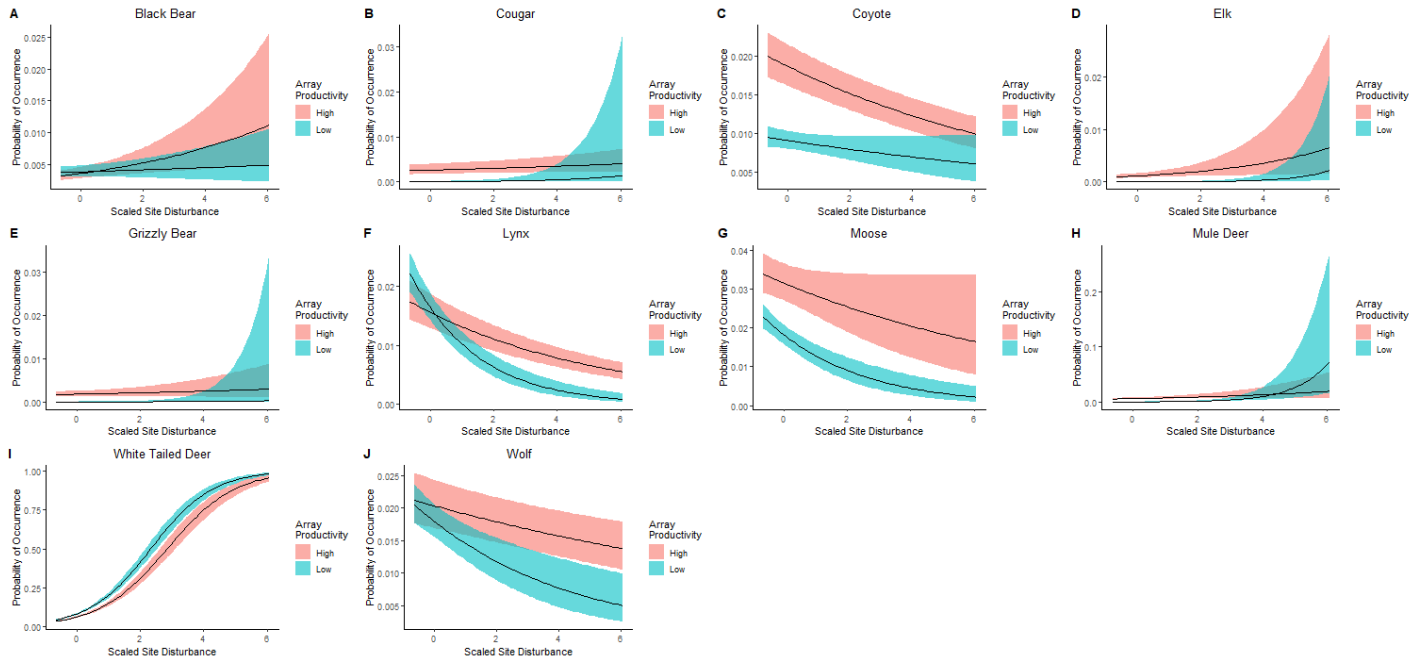 A
Black Bear
Probability of Occurrence
0.025
0.020
0.015
0.010
0.005
0
2
4
6
Scaled Site Disturbance
Array
Productivity
High
Low
B
Cougar
Probability of Occurrence
0.03
0.02
0.01
0.00
0
2
4
6
Scaled Site Disturbance
Array
Productivity
High
Low
C
Coyote
Probability of Occurrence
0.020
0.015
0.010
0.005
0
2
4
6
Scaled Site Disturbance
Array
Productivity
High
Low
D
Elk
Probability of Occurrence
0.02
0.01
0.00
0
2
4
6
Scaled Site Disturbance
Array
Productivity
High
Low
E
Grizzly Bear
Probability of Occurrence
0.03
0.02
0.01
0.00
0
2
4
6
Scaled Site Disturbance
Array
Productivity
High
Low
F
Lynx
Probability of Occurrence
0.02
0.01
0.00
0
2
4
6
Scaled Site Disturbance
Array
Productivity
High
Low
G
Moose
Probability of Occurrence
0.04
0.03
0.02
0.01
0.00
0
2
4
6
Scaled Site Disturbance
Array
Productivity
High
Low
H
Mule Deer
Probability of Occurrence
0.2
0.1
0.0
0
2
4
6
Scaled Site Disturbance
Array
Productivity
High
Low
I
White Tailed Deer
Probability of Occurrence
1.00
0.75
0.50
0.25
0.00
0
2
4
6
Scaled Site Disturbance
Array
Productivity
High
Low
J
Wolf
Probability of Occurrence
0.025
0.020
0.015
0.010
0.005
0
2
4
6
Scaled Site Disturbance
Array
Productivity
High
Low